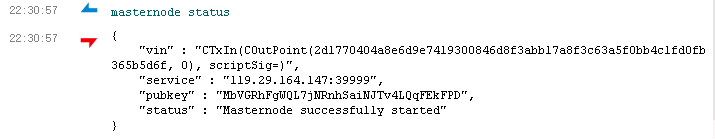 22:30:57 masternode status
22:30:57 {
"vin" : "CTxIn(COutPoint(2d1770404a8e6d9e7419300846d8f3abb17a8f3c63a5f0bb4c1fd0fb
365b5d6f, 0), scriptSig=)",
"service" : "119.29.164.147:39999",
"pubkey" : "MbVGRhFgWQL7jNRnhSaiNJTv4LQqFEkFPD",
"status" : "Masternode successfully started"
}